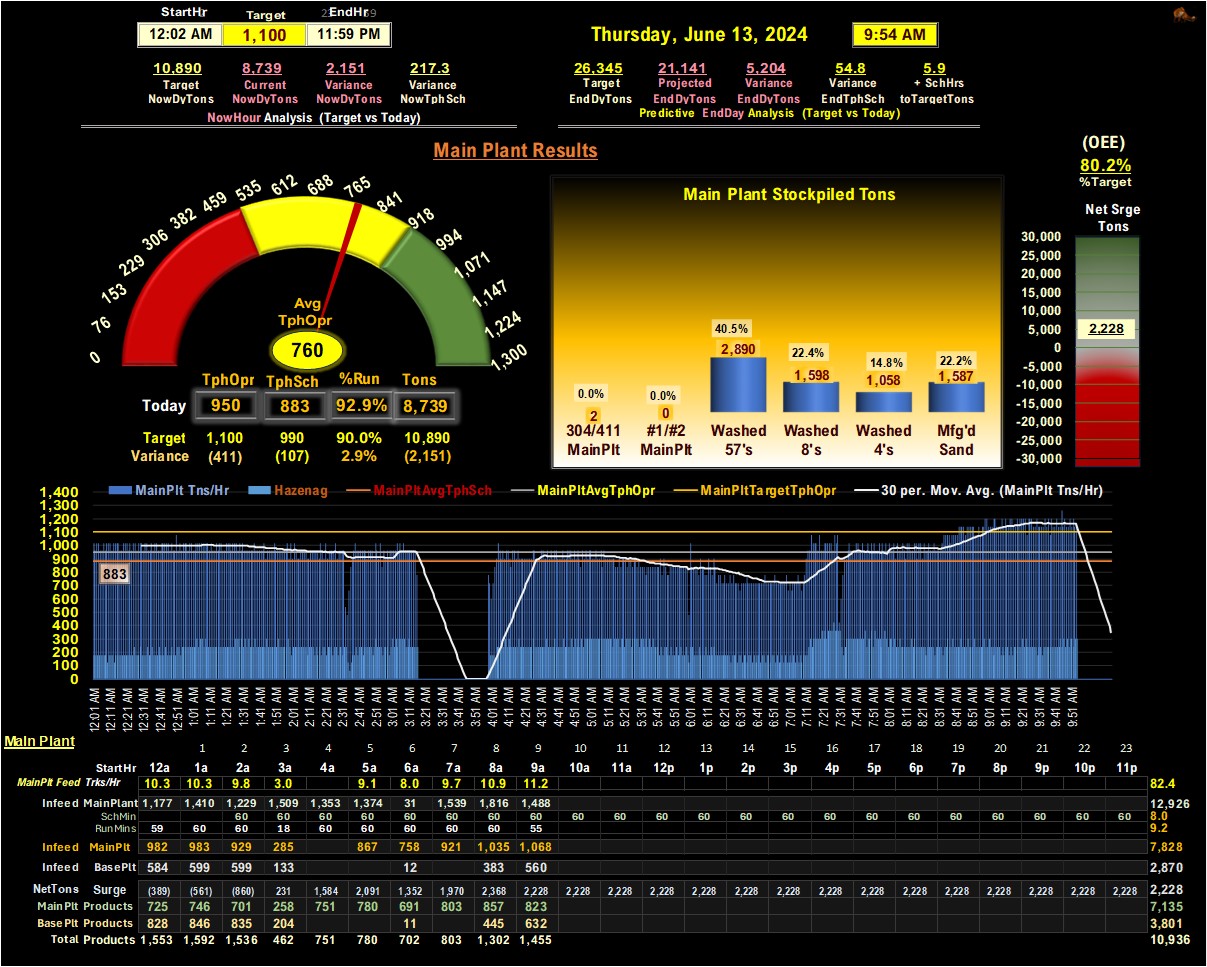 StartHr Target EndHr
12:02 AM 1,100 11:59 PM
Thursday, June 13, 2024 9:54 AM
10,890 8,739 2,151 217.3
Target Current Variance Variance
NowDyTons NowDyTons NowDyTons NowTphSch
NowHour Analysis (Target vs Today)
26,345 21,141 5,204 54.8 5.9
Target Projected Variance Variance + SchHrs
EndDyTons EndDyTons EndDyTons EndTphSch toTargetTons
Predictive EndDay Analysis (Target vs Today)
Main Plant Results
(OEE)
80.2%
%Target
0 76 153 229 306 382 459 535 612 688 765 841 918 994 1,071 1,147 1,224 1,300
Avg
TphOpr
760
TphOpr TphSch %Run Tons
Today 950 883 92.9% 8,739
Target 1,100 990 90.0% 10,890
Variance (411) (107) 2.9% (2,151)
Main Plant Stockpiled Tons
0.0% 0.0% 40.5% 22.4% 14.8% 22.2%
2 0 2,890 1,598 1,058 1,587
304/411 #1/#2 Washed Washed Washed Mfg'd
MainPlt MainPlt 57's 8's 4's Sand
Net Srge
Tons
30,000
25,000
20,000
15,000
10,000
5,000
0
-5,000
-10,000
-15,000
-20,000
-25,000
-30,000
2,228
MainPlt Tns/Hr Hazenag MainPltAvgTphSch MainPltAvgTphOpr MainPltTargetTphOpr 30 per. Mov. Avg. (MainPlt Tns/Hr)
1,400
1,300
1,200
1,100
1,000
900
800
700
600
500
400
300
200
100
0
883
12:01 AM 12:11 AM 12:21 AM 12:31 AM 12:41 AM 12:51 AM 1:01 AM 1:11 AM 1:21 AM 1:31 AM 1:41 AM 1:51 AM 2:01 AM 2:11 AM 2:21 AM 2:31 AM 2:41 AM 2:51 AM 3:01 AM 3:11 AM 3:21 AM 3:31 AM 3:41 AM 3:51 AM 4:01 AM 4:11 AM 4:21 AM 4:31 AM 4:41 AM 4:51 AM 5:01 AM 5:11 AM 5:21 AM 5:31 AM 5:41 AM 5:51 AM 6:01 AM 6:11 AM 6:21 AM 6:31 AM 6:41 AM 6:51 AM 7:01 AM 7:11 AM 7:21 AM 7:31 AM 7:41 AM 7:51 AM 8:01 AM 8:11 AM 8:21 AM 8:31 AM 8:41 AM 8:51 AM 9:01 AM 9:11 AM 9:21 AM 9:31 AM 9:41 AM 9:51 AM
Main Plant
1 2 3 4 5 6 7 8 9 10 11 12 13 14 15 16 17 18 19 20 21 22 23
StartHr 12a 1a 2a 3a 4a 5a 6a 7a 8a 9a 10a 11a 12p 1p 2p 3p 4p 5p 6p 7p 8p 9p 10p 11p
MainPlt Feed Trks/Hr 10.3 10.3 9.8 3.0 9.1 8.0 9.7 10.9 11.2 82.4
Infeed MainPlant 1,177 1,410 1,229 1,509 1,353 1,374 31 1,539 1,816 1,488 12,926
SchMin 60 60 60 60 60 60 60 60 60 60 60 60 60 60 60 60 60 60 60 60 60 60 8.0
RunMins 59 60 60 18 60 60 60 60 55 9.2
Infeed MainPlt 982 983 929 285 867 758 921 1,035 1,068 7,828
Infeed BasePlt 584 599 599 133 12 383 560 2,870
NetTons Surge (389) (561) (860) 231 1,584 2,091 1,352 1,970 2,368 2,228 2,228 2,228 2,228 2,228 2,228 2,228 2,228 2,228 2,228 2,228 2,228 2,228 2,228 2,228 2,228
MainPlt Products 725 746 701 258 751 780 691 803 857 823 7,135
BasePlt Products 828 846 835 204 11 445 632 3,801
Total Products 1,553 1,592 1,536 462 751 780 702 803 1,302 1,455 10,936